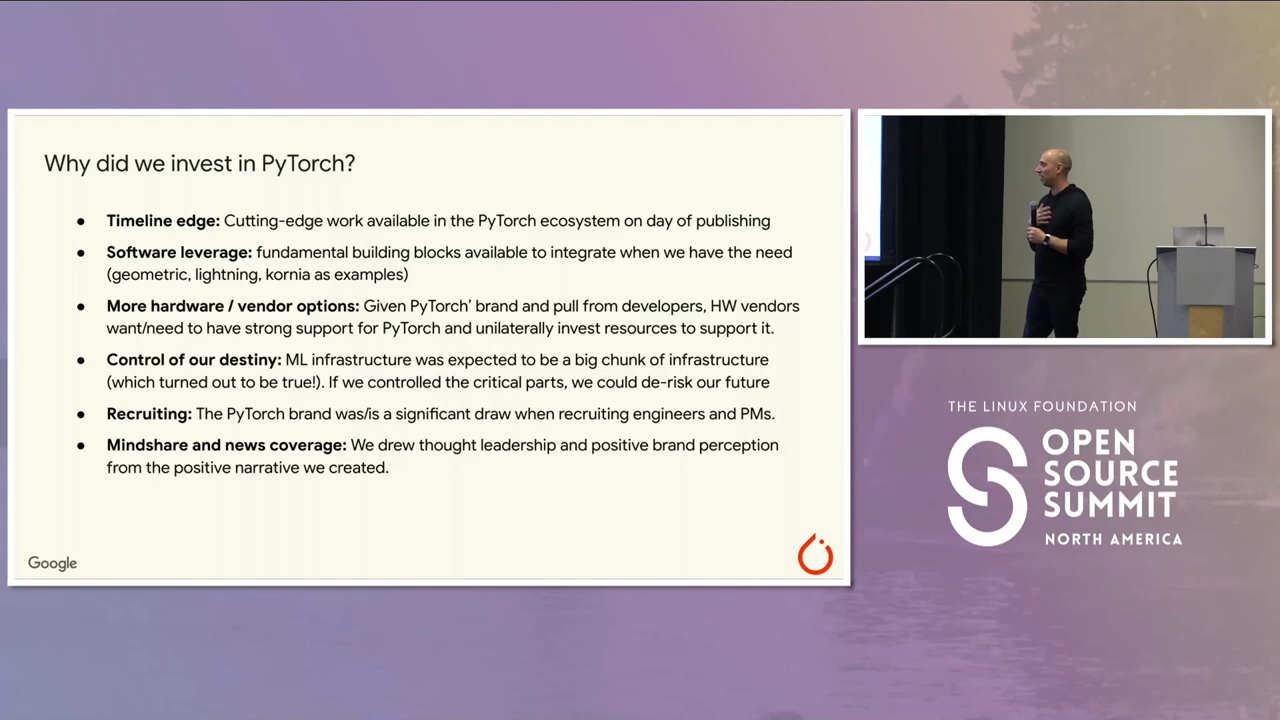 Why did we invest in PyTorch?
● Timeline edge: Cutting-edge work available in the PyTorch ecosystem on day of publishing
● Software leverage: fundamental building blocks available to integrate when we have the need
(geometric, lightning, kornia as examples)
● More hardware / vendor options: Given PyTorch' brand and pull from developers, HW vendors
want/need to have strong support for PyTorch and unilaterally invest resources to support it.
● Control of our destiny: ML infrastructure was expected to be a big chunk of infrastructure
(which turned out to be true!). If we controlled the critical parts, we could de-risk our future
● Recruiting: The PyTorch brand was/is a significant draw when recruiting engineers and PMs.
● Mindshare and news coverage: We drew thought leadership and positive brand perception
from the positive narrative we created.
Google
THE LINUX FOUNDATION
OPEN
SOURCE
SUMMIT
NORTH AMERICA